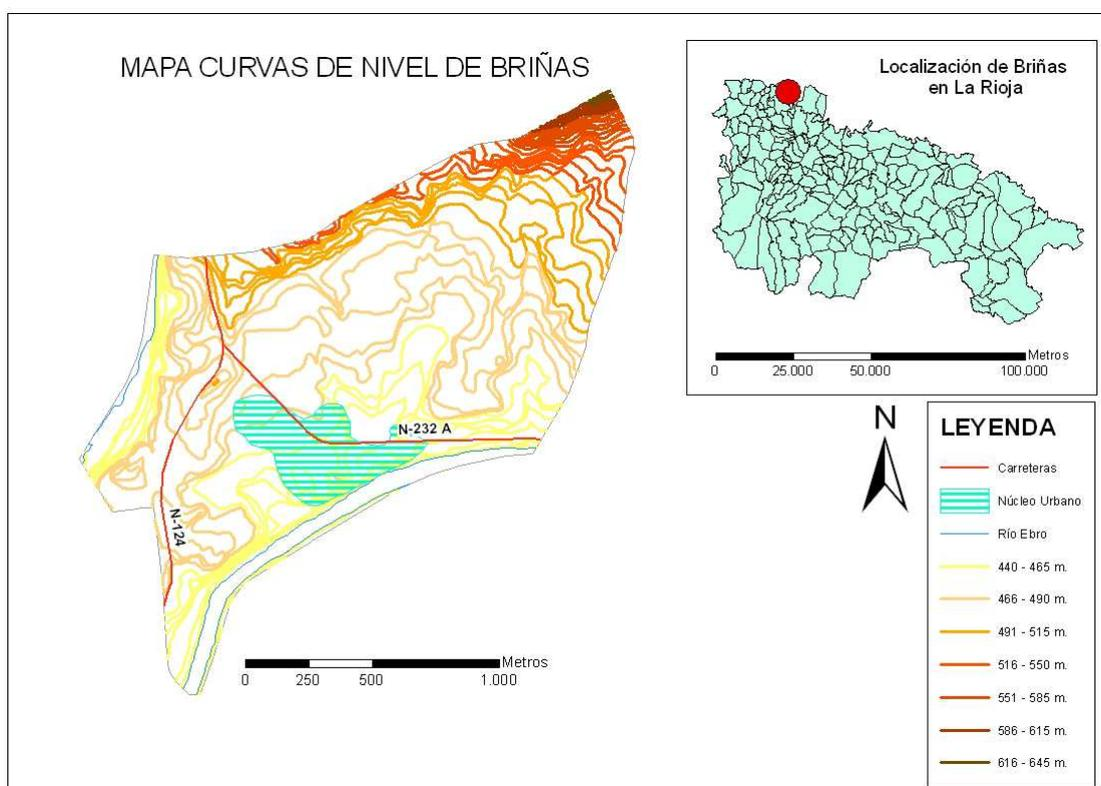 MAPA CURVAS DE NIVEL DE BRIÑAS
Localización de Briñas
en La Rioja
Metros
0 25.000 50.000 100.000
N-232 A
N-124
Metros
0 250 500 1.000
N
LEYENDA
Carreteras
Núcleo Urbano
Río Ebro
440 - 465 m.
466 - 490 m.
491 - 515 m.
516 - 550 m.
551 - 585 m.
586 - 615 m.
616 - 645 m.